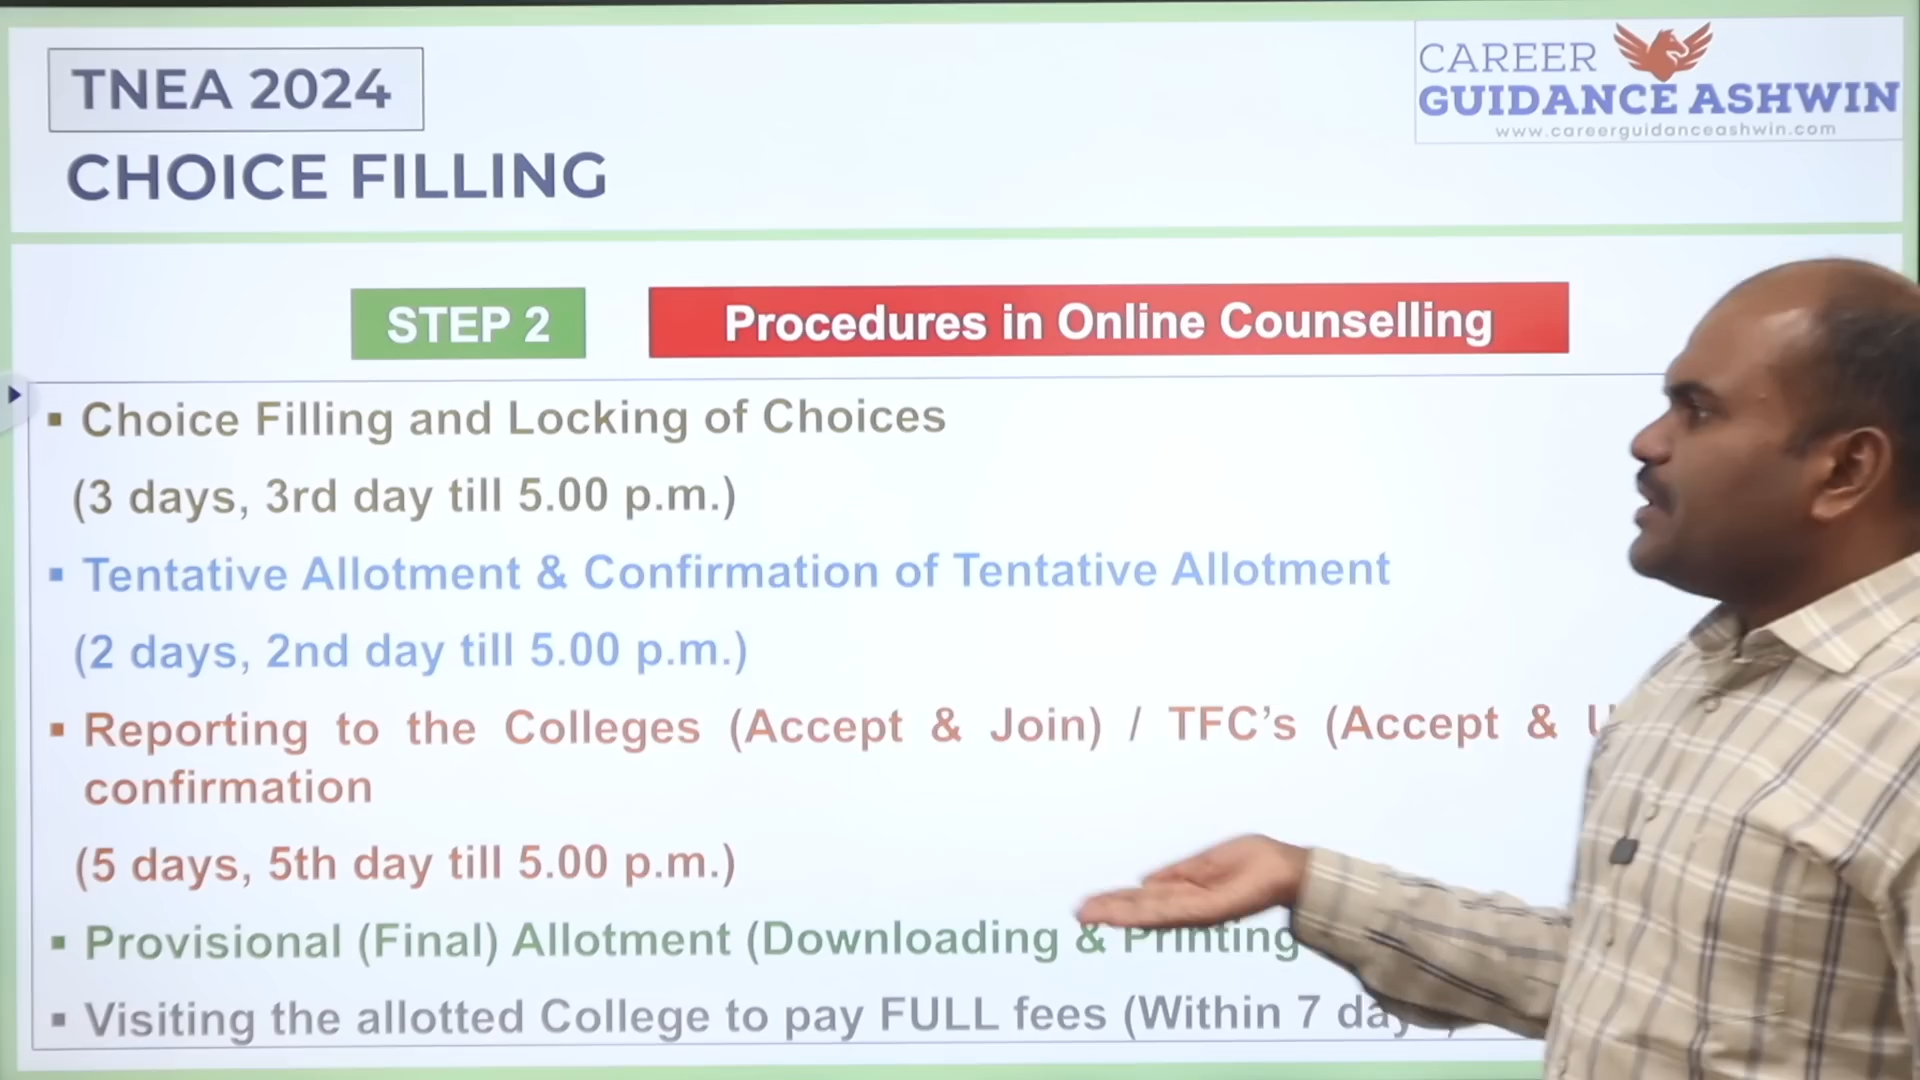 TNEA 2024
CHOICE FILLING
CAREER
GUIDANCE ASHWIN
www.careerguidanceashwin.com
STEP 2
Procedures in Online Counselling
▪ Choice Filling and Locking of Choices
(3 days, 3rd day till 5.00 p.m.)
▪ Tentative Allotment & Confirmation of Tentative Allotment
(2 days, 2nd day till 5.00 p.m.)
▪ Reporting to the Colleges (Accept & Join) / TFC’s (Accept &
confirmation
(5 days, 5th day till 5.00 p.m.)
▪ Provisional (Final) Allotment (Downloading & Printing
▪ Visiting the allotted College to pay FULL fees (Within 7